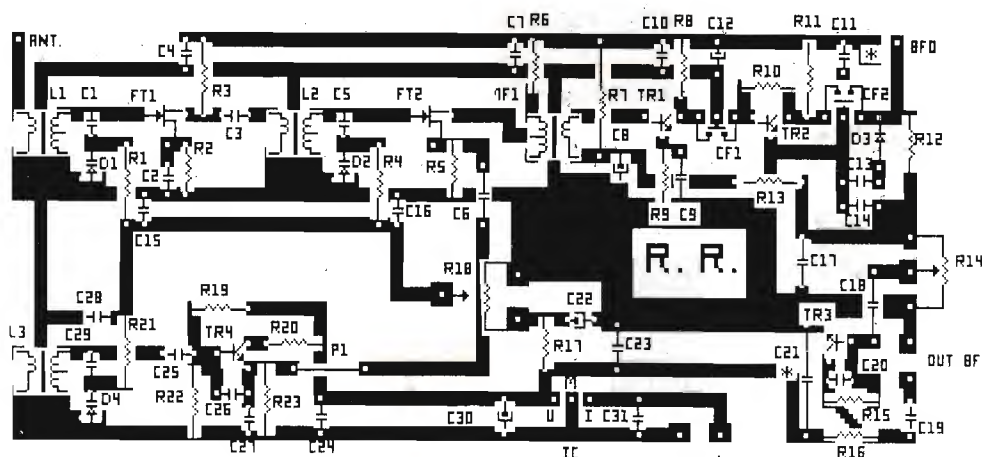 ANT. C4 C7 R6 C10 R8 C12 R11 C11 * BFO
L1 C1 FT1 R3 C3 L2 C5 FT2 MF1 R7 TR1 R10 TR2 CF2
D1 R1 C2 R2 D2 R4 R5 C8 CF1 D3 R12
C15 C16 C6 R9 C9 R13 C13 C14
R. R.
R18 C17 C18 R14
C28 R19 C22 TR3
L3 C29 R21 TR4 R20 P1 R17 C23 C21 * C20 OUT BF
D4 C25 R22 C26 R23 C30 U I C31 R15
C27 C24 IC R16 C19